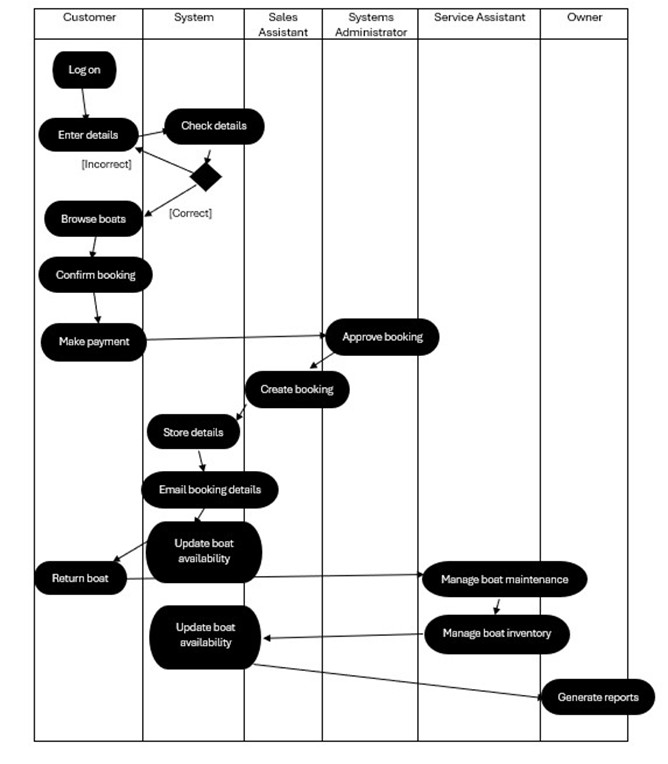 Customer
System
Sales
Assistant
Systems
Administrator
Service Assistant
Owner
Log on
Enter details
Check details
[Incorrect]
[Correct]
Browse boats
Confirm booking
Make payment
Approve booking
Create booking
Store details
Email booking details
Update boat
availability
Return boat
Manage boat maintenance
Update boat
availability
Manage boat inventory
Generate reports